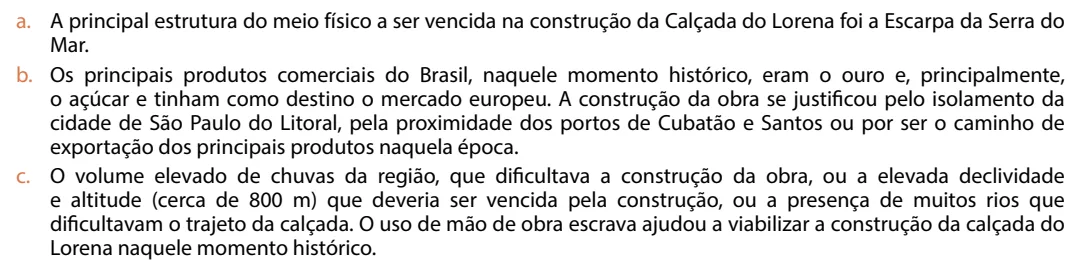 a. A principal estrutura do meio físico a ser vencida na construção da Calçada do Lorena foi a Escarpa da Serra do
Mar.
b. Os principais produtos comerciais do Brasil, naquele momento histórico, eram o ouro e, principalmente,
o açúcar e tinham como destino o mercado europeu. A construção da obra se justificou pelo isolamento da
cidade de São Paulo do Litoral, pela proximidade dos portos de Cubatão e Santos ou por ser o caminho de
exportação dos principais produtos naquela época.
c. O volume elevado de chuvas da região, que dificultava a construção da obra, ou a elevada declividade
e altitude (cerca de 800 m) que deveria ser vencida pela construção, ou a presença de muitos rios que
dificultavam o trajeto da calçada. O uso de mão de obra escrava ajudou a viabilizar a construção da calçada do
Lorena naquele momento histórico.